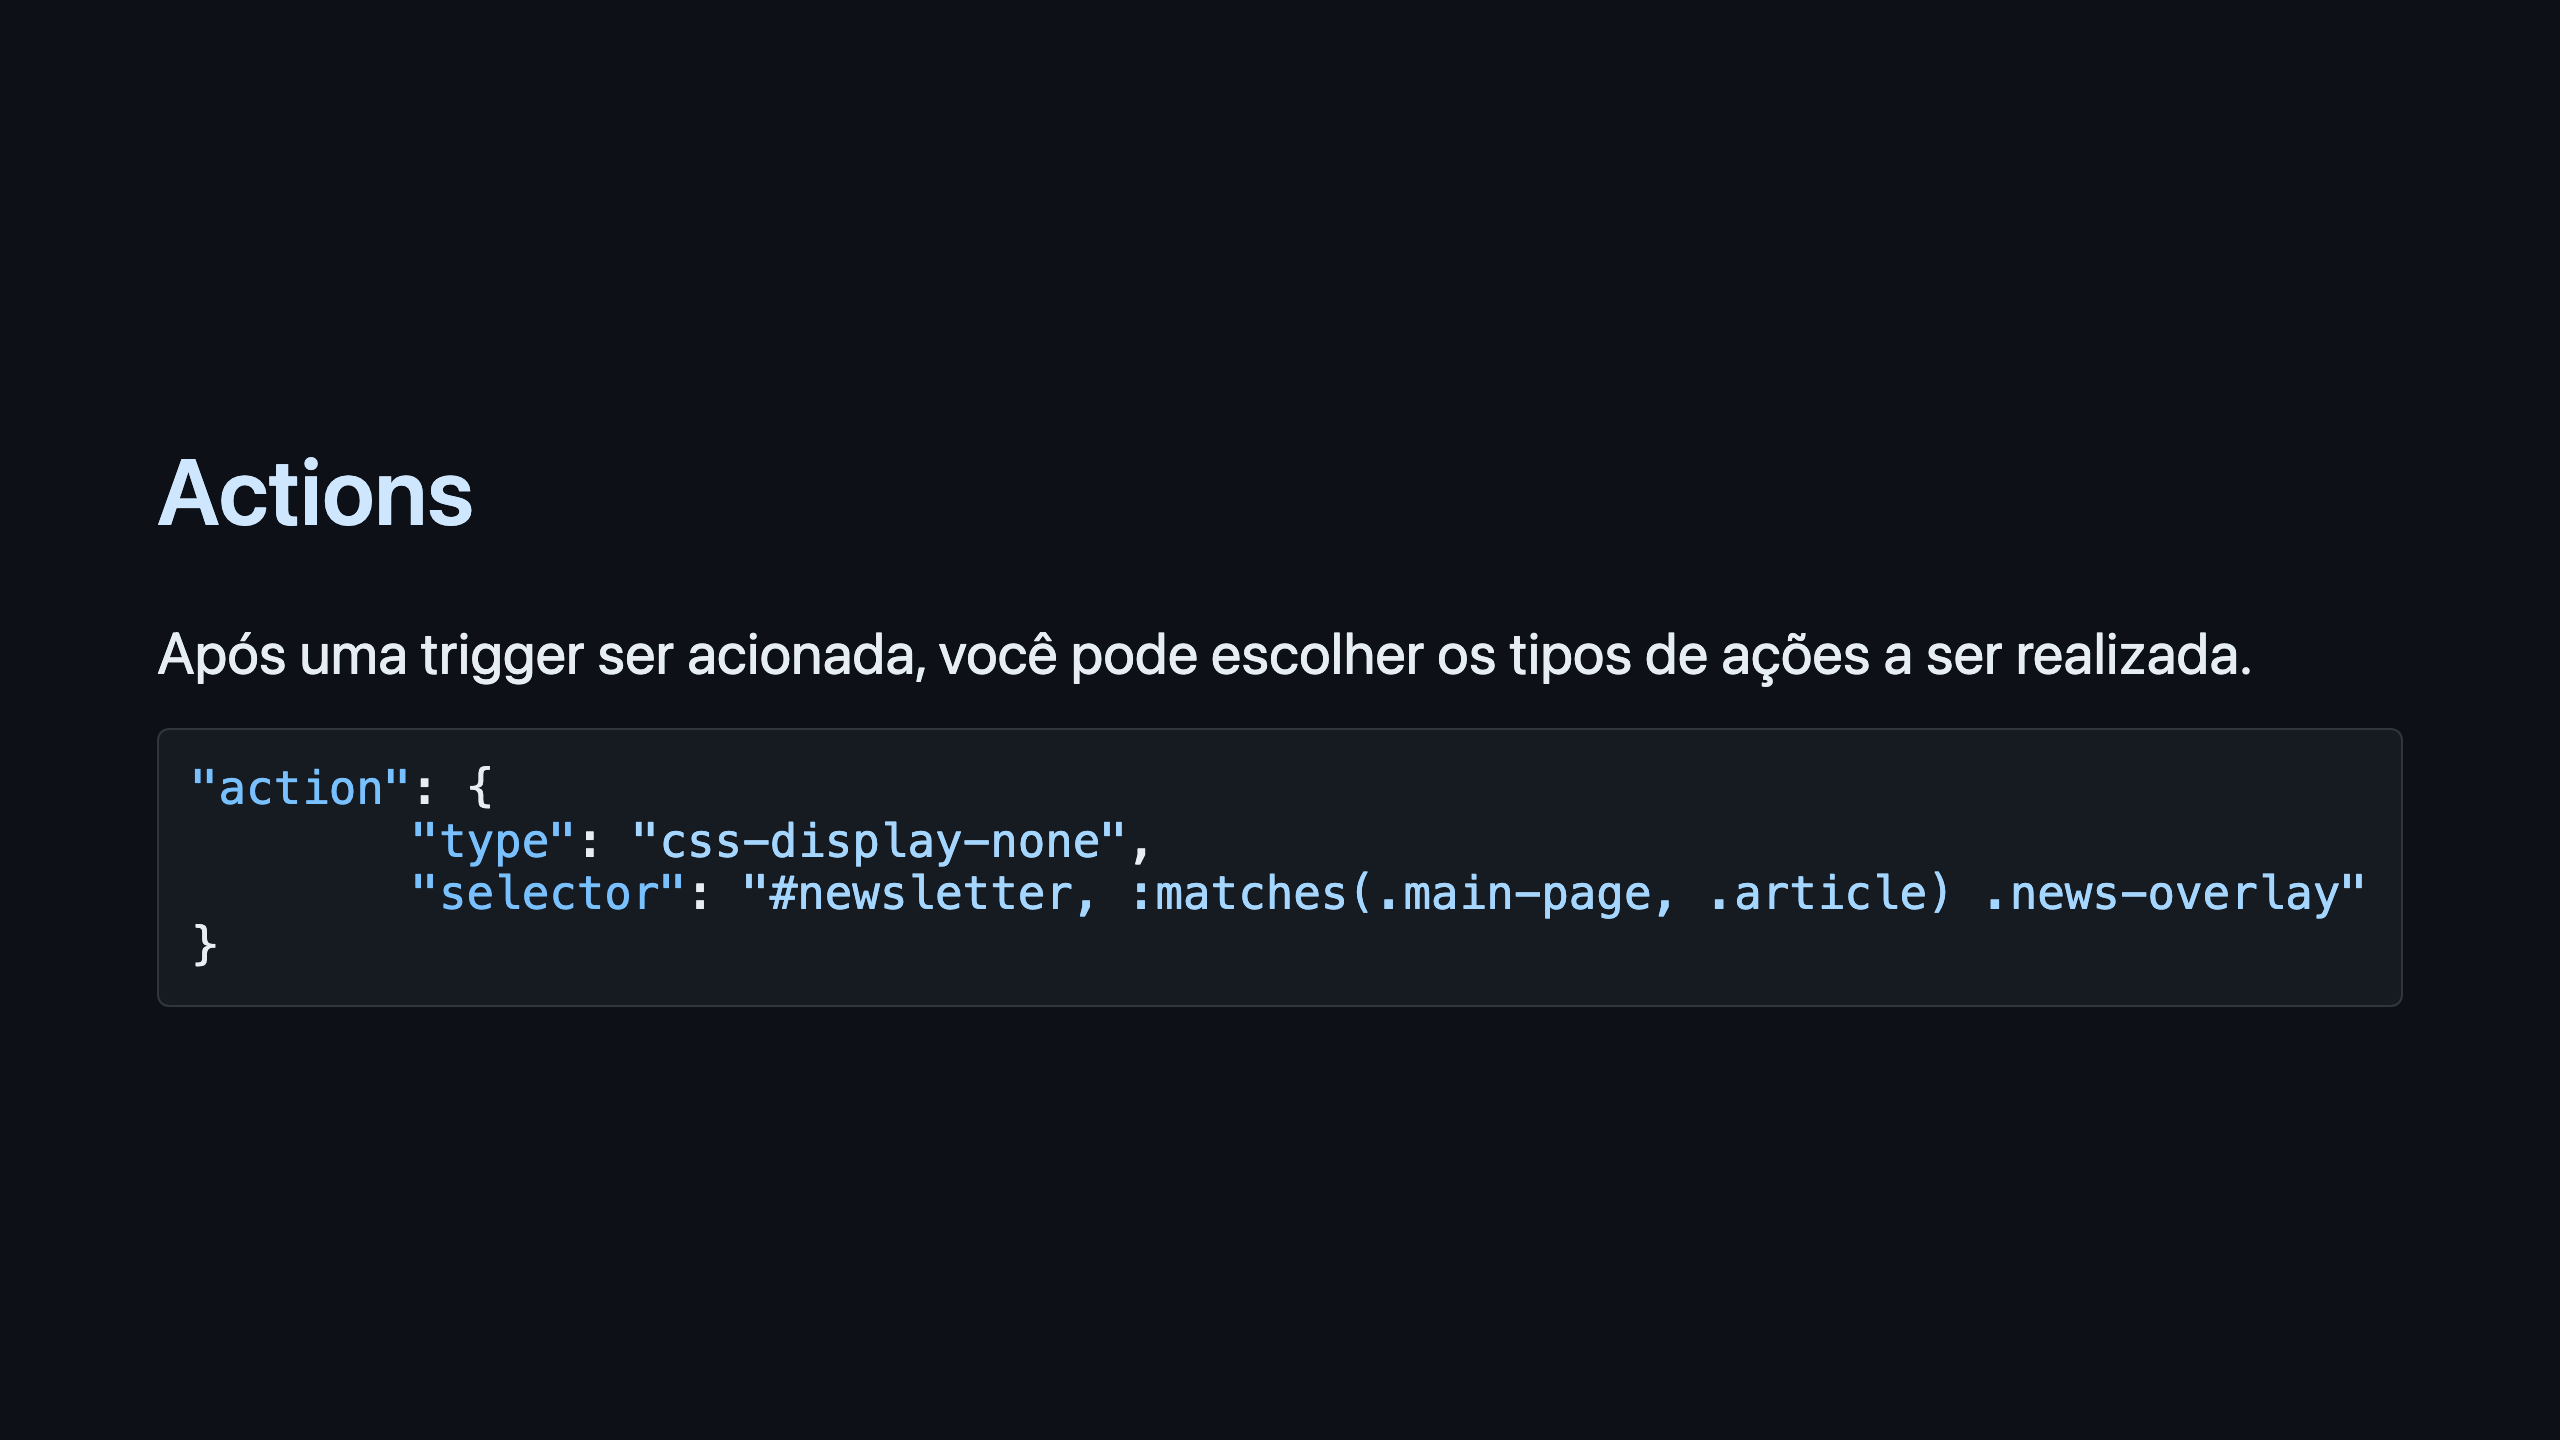 Actions
Após uma trigger ser acionada, você pode escolher os tipos de ações a ser realizada.
"action": {
        "type": "css-display-none",
        "selector": "#newsletter, :matches(.main-page, .article) .news-overlay"
}